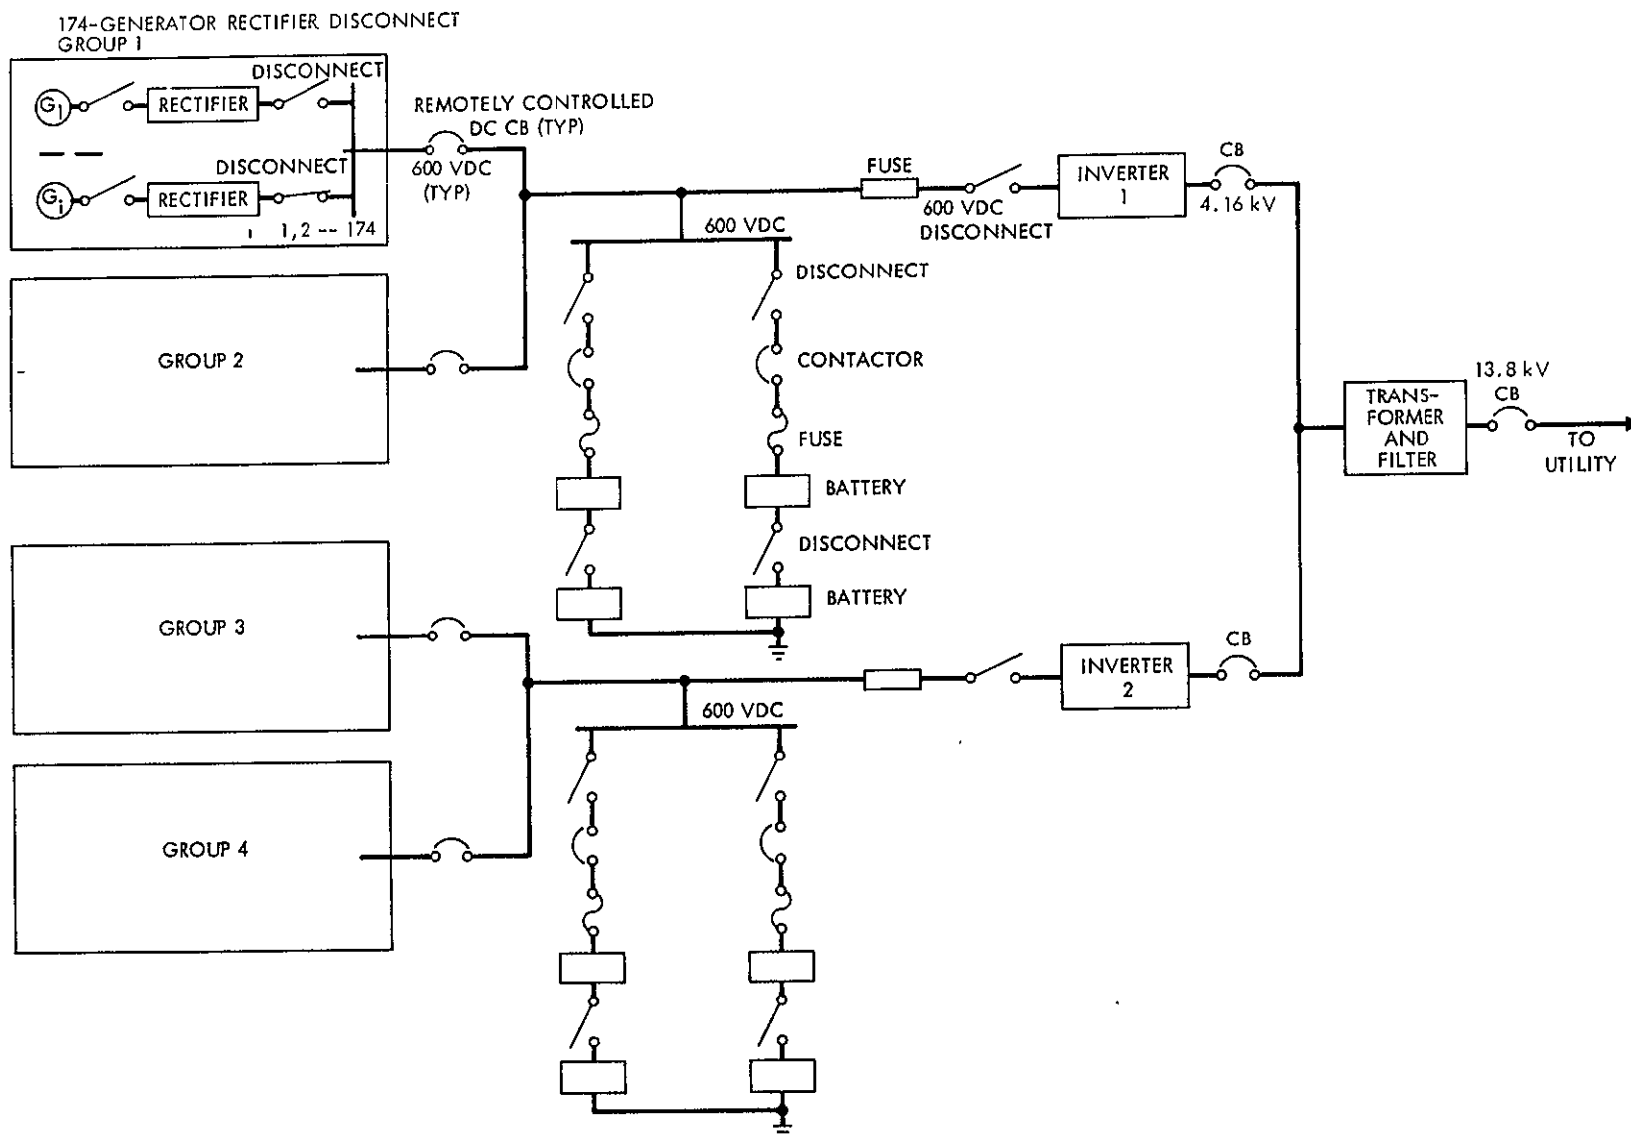 174-GENERATOR RECTIFIER DISCONNECT
GROUP 1
DISCONNECT
G1
RECTIFIER
DISCONNECT
Gi
RECTIFIER
ı 1,2 -- 174
REMOTELY CONTROLLED
DC CB (TYP)
600 VDC
(TYP)
FUSE
600 VDC
DISCONNECT
INVERTER
1
CB
4.16 kV
600 VDC
DISCONNECT
CONTACTOR
FUSE
BATTERY
DISCONNECT
BATTERY
GROUP 2
13.8 kV
CB
TRANS-
FORMER
AND
FILTER
TO
UTILITY
GROUP 3
INVERTER
2
CB
600 VDC
GROUP 4